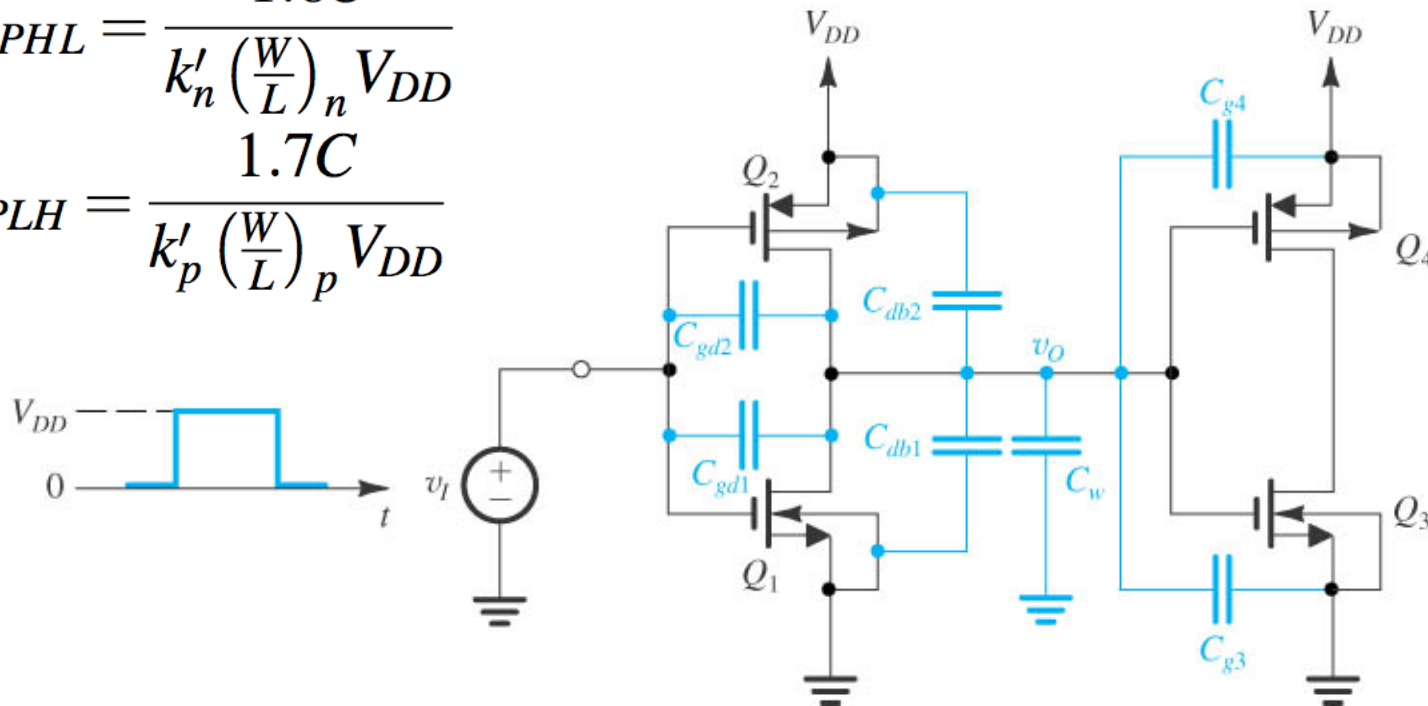 PHL = / k′n (W/L)n VDD
PLH = 1.7C / k′p (W/L)p VDD
VDD
VDD
Cg4
Q2
Cgd2
Cdb2
vO
VDD
0
t
vI
+
−
Cgd1
Cdb1
Cw
Q3
Q1
Cg3